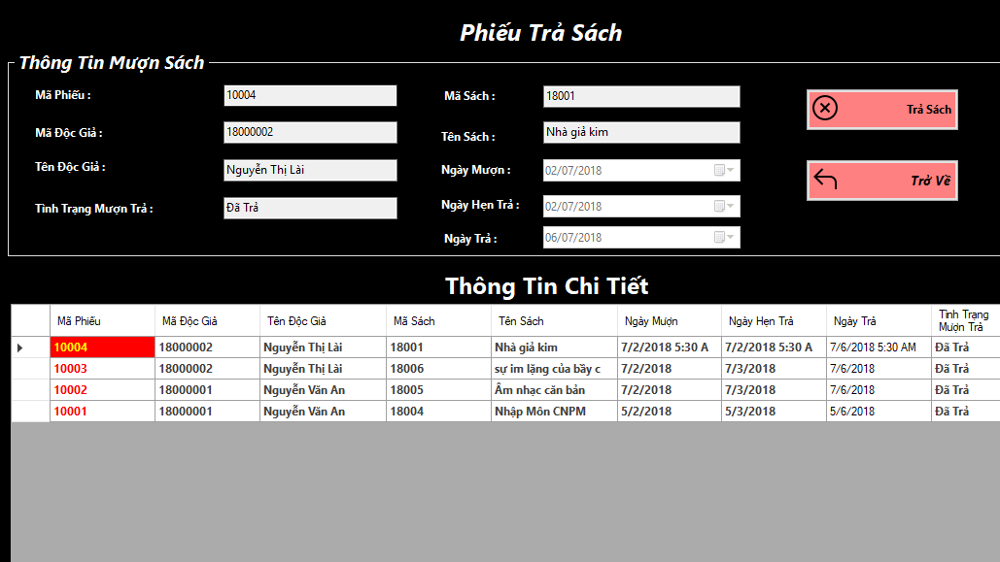 Phiếu Trả Sách
Thông Tin Mượn Sách
Mã Phiếu : 10004 Mã Sách : 18001 Trả Sách
Mã Độc Giả : 18000002 Tên Sách : Nhà giả kim
Tên Độc Giả : Nguyễn Thị Lài Ngày Mượn : 02/07/2018 Trở Về
Tình Trạng Mượn Trả : Đã Trả Ngày Hẹn Trả : 02/07/2018
Ngày Trả : 06/07/2018
Thông Tin Chi Tiết
Mã Phiếu Mã Độc Giả Tên Độc Giả Mã Sách Tên Sách Ngày Mượn Ngày Hẹn Trả Ngày Trả Tình Trạng Mượn Trả
10004 18000002 Nguyễn Thị Lài 18001 Nhà giả kim 7/2/2018 5:30 A 7/2/2018 5:30 A 7/6/2018 5:30 AM Đã Trả
10003 18000002 Nguyễn Thị Lài 18006 sự im lặng của bầy c 7/2/2018 7/3/2018 7/6/2018 Đã Trả
10002 18000001 Nguyễn Văn An 18005 Âm nhạc căn bản 7/2/2018 7/3/2018 7/6/2018 Đã Trả
10001 18000001 Nguyễn Văn An 18004 Nhập Môn CNPM 5/2/2018 5/3/2018 5/6/2018 Đã Trả